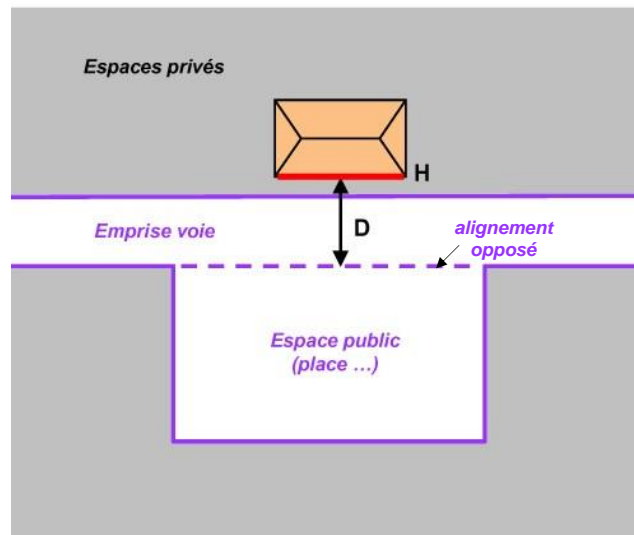 Espaces privés
H
Emprise voie
D
alignement
opposé
Espace public
(place ...)